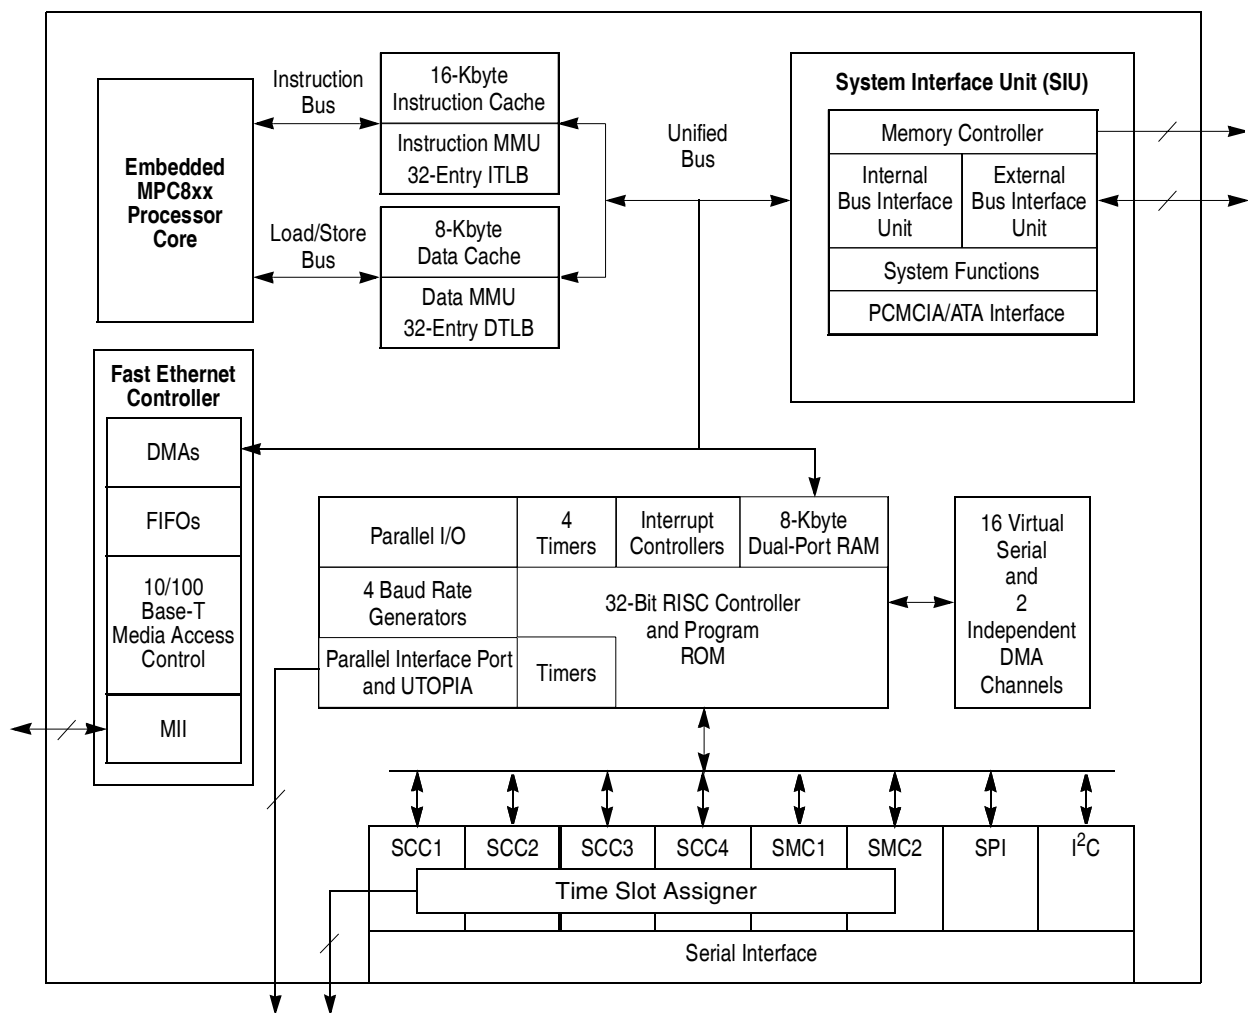 Instruction
Bus
16-Kbyte
Instruction Cache
Instruction MMU
32-Entry ITLB
Embedded
MPC8xx
Processor
Core
Load/Store
Bus
8-Kbyte
Data Cache
Data MMU
32-Entry DTLB
Unified
Bus
System Interface Unit (SIU)
Memory Controller
Internal
Bus Interface
Unit
External
Bus Interface
Unit
System Functions
PCMCIA/ATA Interface
Fast Ethernet
Controller
DMAs
FIFOs
10/100
Base-T
Media Access
Control
MII
Parallel I/O
4
Timers
Interrupt
Controllers
8-Kbyte
Dual-Port RAM
4 Baud Rate
Generators
32-Bit RISC Controller
and Program
ROM
Parallel Interface Port
and UTOPIA
Timers
16 Virtual
Serial
and
2
Independent
DMA
Channels
SCC1
SCC2
SCC3
SCC4
SMC1
SMC2
SPI
I²C
Time Slot Assigner
Serial Interface